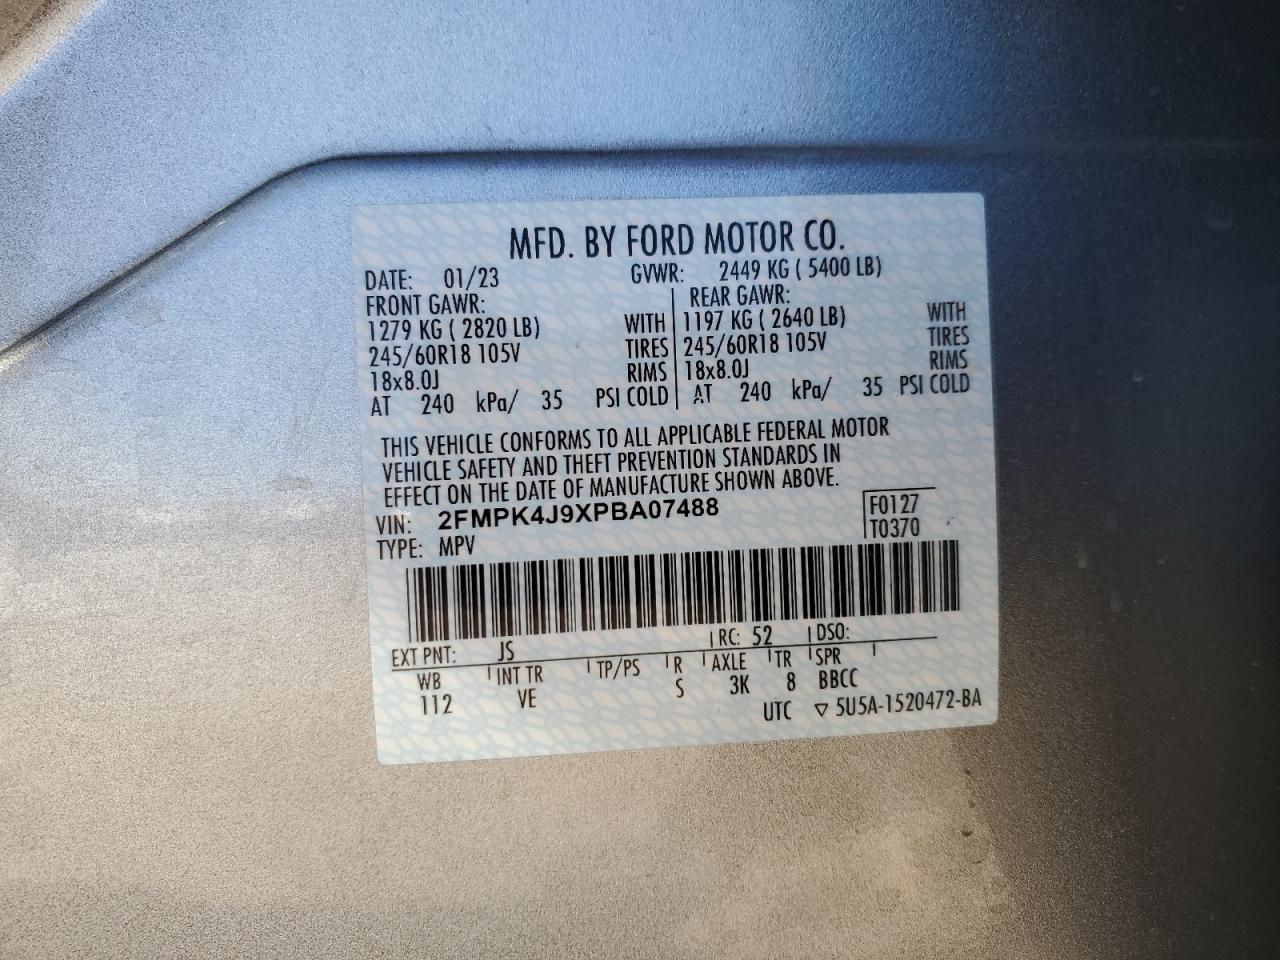 MFD. BY FORD MOTOR CO.
DATE: 01/23 GVWR: 2449 KG ( 5400 LB)
FRONT GAWR: REAR GAWR:
1279 KG ( 2820 LB) WITH 1197 KG ( 2640 LB) WITH
245/60R18 105V TIRES 245/60R18 105V TIRES
18x8.0J RIMS 18x8.0J RIMS
AT 240 kPa/ 35 PSI COLD AT 240 kPa/ 35 PSI COLD
THIS VEHICLE CONFORMS TO ALL APPLICABLE FEDERAL MOTOR
VEHICLE SAFETY AND THEFT PREVENTION STANDARDS IN
EFFECT ON THE DATE OF MANUFACTURE SHOWN ABOVE.
VIN: 2FMPK4J9XPBA07488 F0127
TYPE: MPV T0370
EXT PNT: JS RC: 52 DSO:
WB INT TR TP/PS R AXLE TR SPR
112 VE S 3K 8 BBCC
UTC ▽ 5U5A-1520472-BA